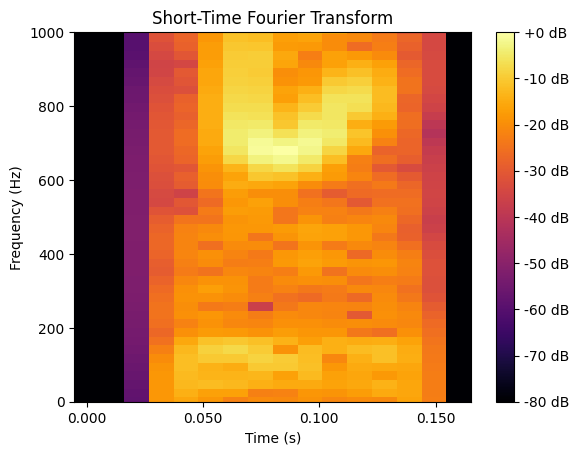 Short-Time Fourier Transform
1000
800
600
400
200
0
Frequency (Hz)
0.000
0.050
0.100
0.150
Time (s)
+0 dB
-10 dB
-20 dB
-30 dB
-40 dB
-50 dB
-60 dB
-70 dB
-80 dB